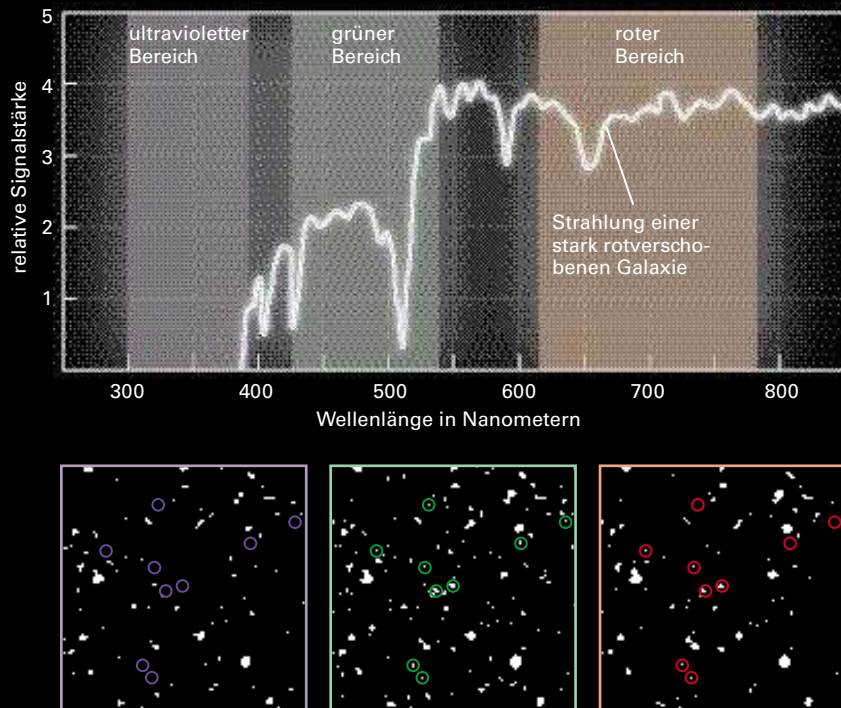 5
4
3
2
1
relative Signalstärke
ultravioletter
Bereich
grüner
Bereich
roter
Bereich
Strahlung einer
stark rotverscho-
benen Galaxie
300 400 500 600 700 800
Wellenlänge in Nanometern